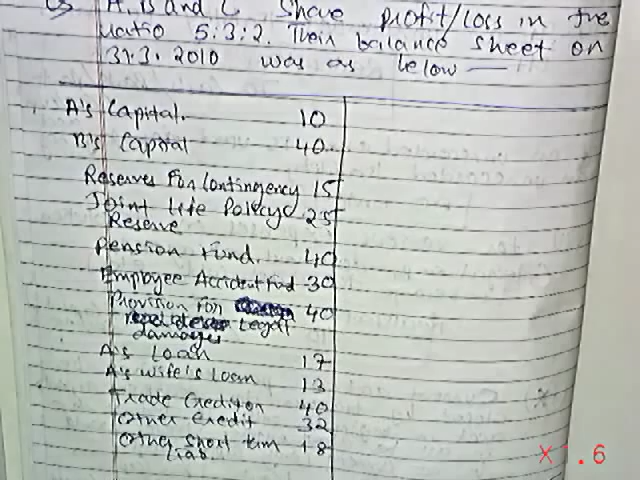 A, B and C share profit/loss in the
ratio 5:3:2. Their balance sheet on
31.3.2010 was as below —
A's Capital. 10
B's Capital 40
Reserves For Contingency 15
Joint Life Policy 25
Reserve
Pension Fund. 40
Employee Accident Fund 30
Provision For 40
legal
damages
A's Loan 17
A's wife's Loan 13
Trade Creditor 40
Other Credit 32
Other short term 18
Liab.
X1.6